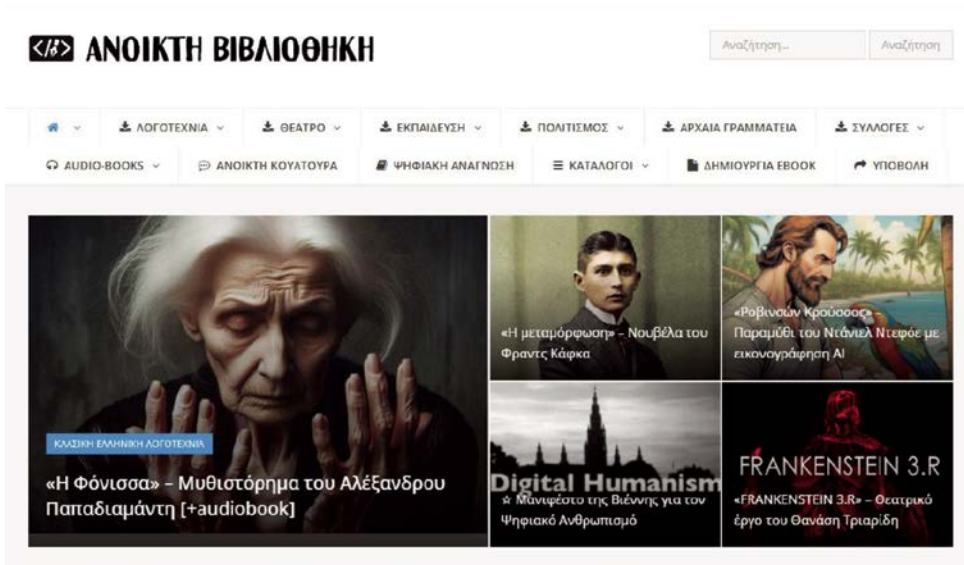 </> ΑΝΟΙΚΤΗ ΒΙΒΛΙΟΘΗΚΗ
Αναζήτηση... Αναζήτηση
ΛΟΓΟΤΕΧΝΙΑ ΘΕΑΤΡΟ ΕΚΠΑΙΔΕΥΣΗ ΠΟΛΙΤΙΣΜΟΣ ΑΡΧΑΙΑ ΓΡΑΜΜΑΤΕΙΑ ΣΥΛΛΟΓΕΣ
AUDIO-BOOKS ΑΝΟΙΚΤΗ ΚΟΥΛΤΟΥΡΑ ΨΗΦΙΑΚΗ ΑΝΑΓΝΩΣΗ ΚΑΤΑΛΟΓΟΙ ΔΗΜΙΟΥΡΓΙΑ EBOOK ΥΠΟΒΟΛΗ
ΚΛΑΣΙΚΗ ΕΛΛΗΝΙΚΗ ΛΟΓΟΤΕΧΝΙΑ
«Η Φόνισσα» – Μυθιστόρημα του Αλέξανδρου
Παπαδιαμάντη [+audiobook]
«Η μεταμόρφωση» – Νουβέλα του
Φραντς Κάφκα
«Ροβινσών Κρούσοος»
Παραμύθι του Ντάνιελ Ντεφόε με
εικονογράφηση AI
Digital Humanism
☆ Μανιφέστο της Βιέννης για τον
Ψηφιακό Ανθρωπισμό
FRANKENSTEIN 3.R
«FRANKENSTEIN 3.R» – Θεατρικό
έργο του Θανάση Τριαρίδη